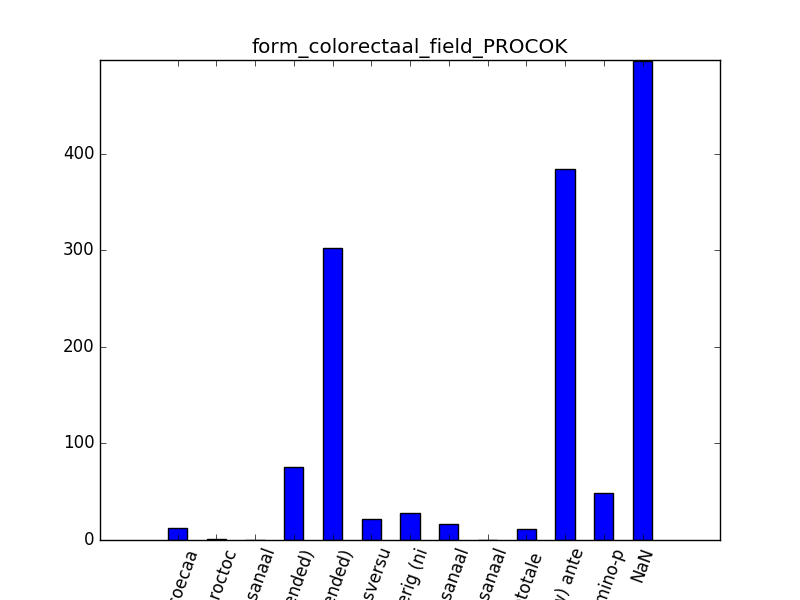 form_colorectaal_field_PROCOK
400
300
200
100
0
roecaa
roctoc
sanaal
ended)
ended)
sversu
erig (ni
sanaal
sanaal
totale
) ante
mino-p
NaN